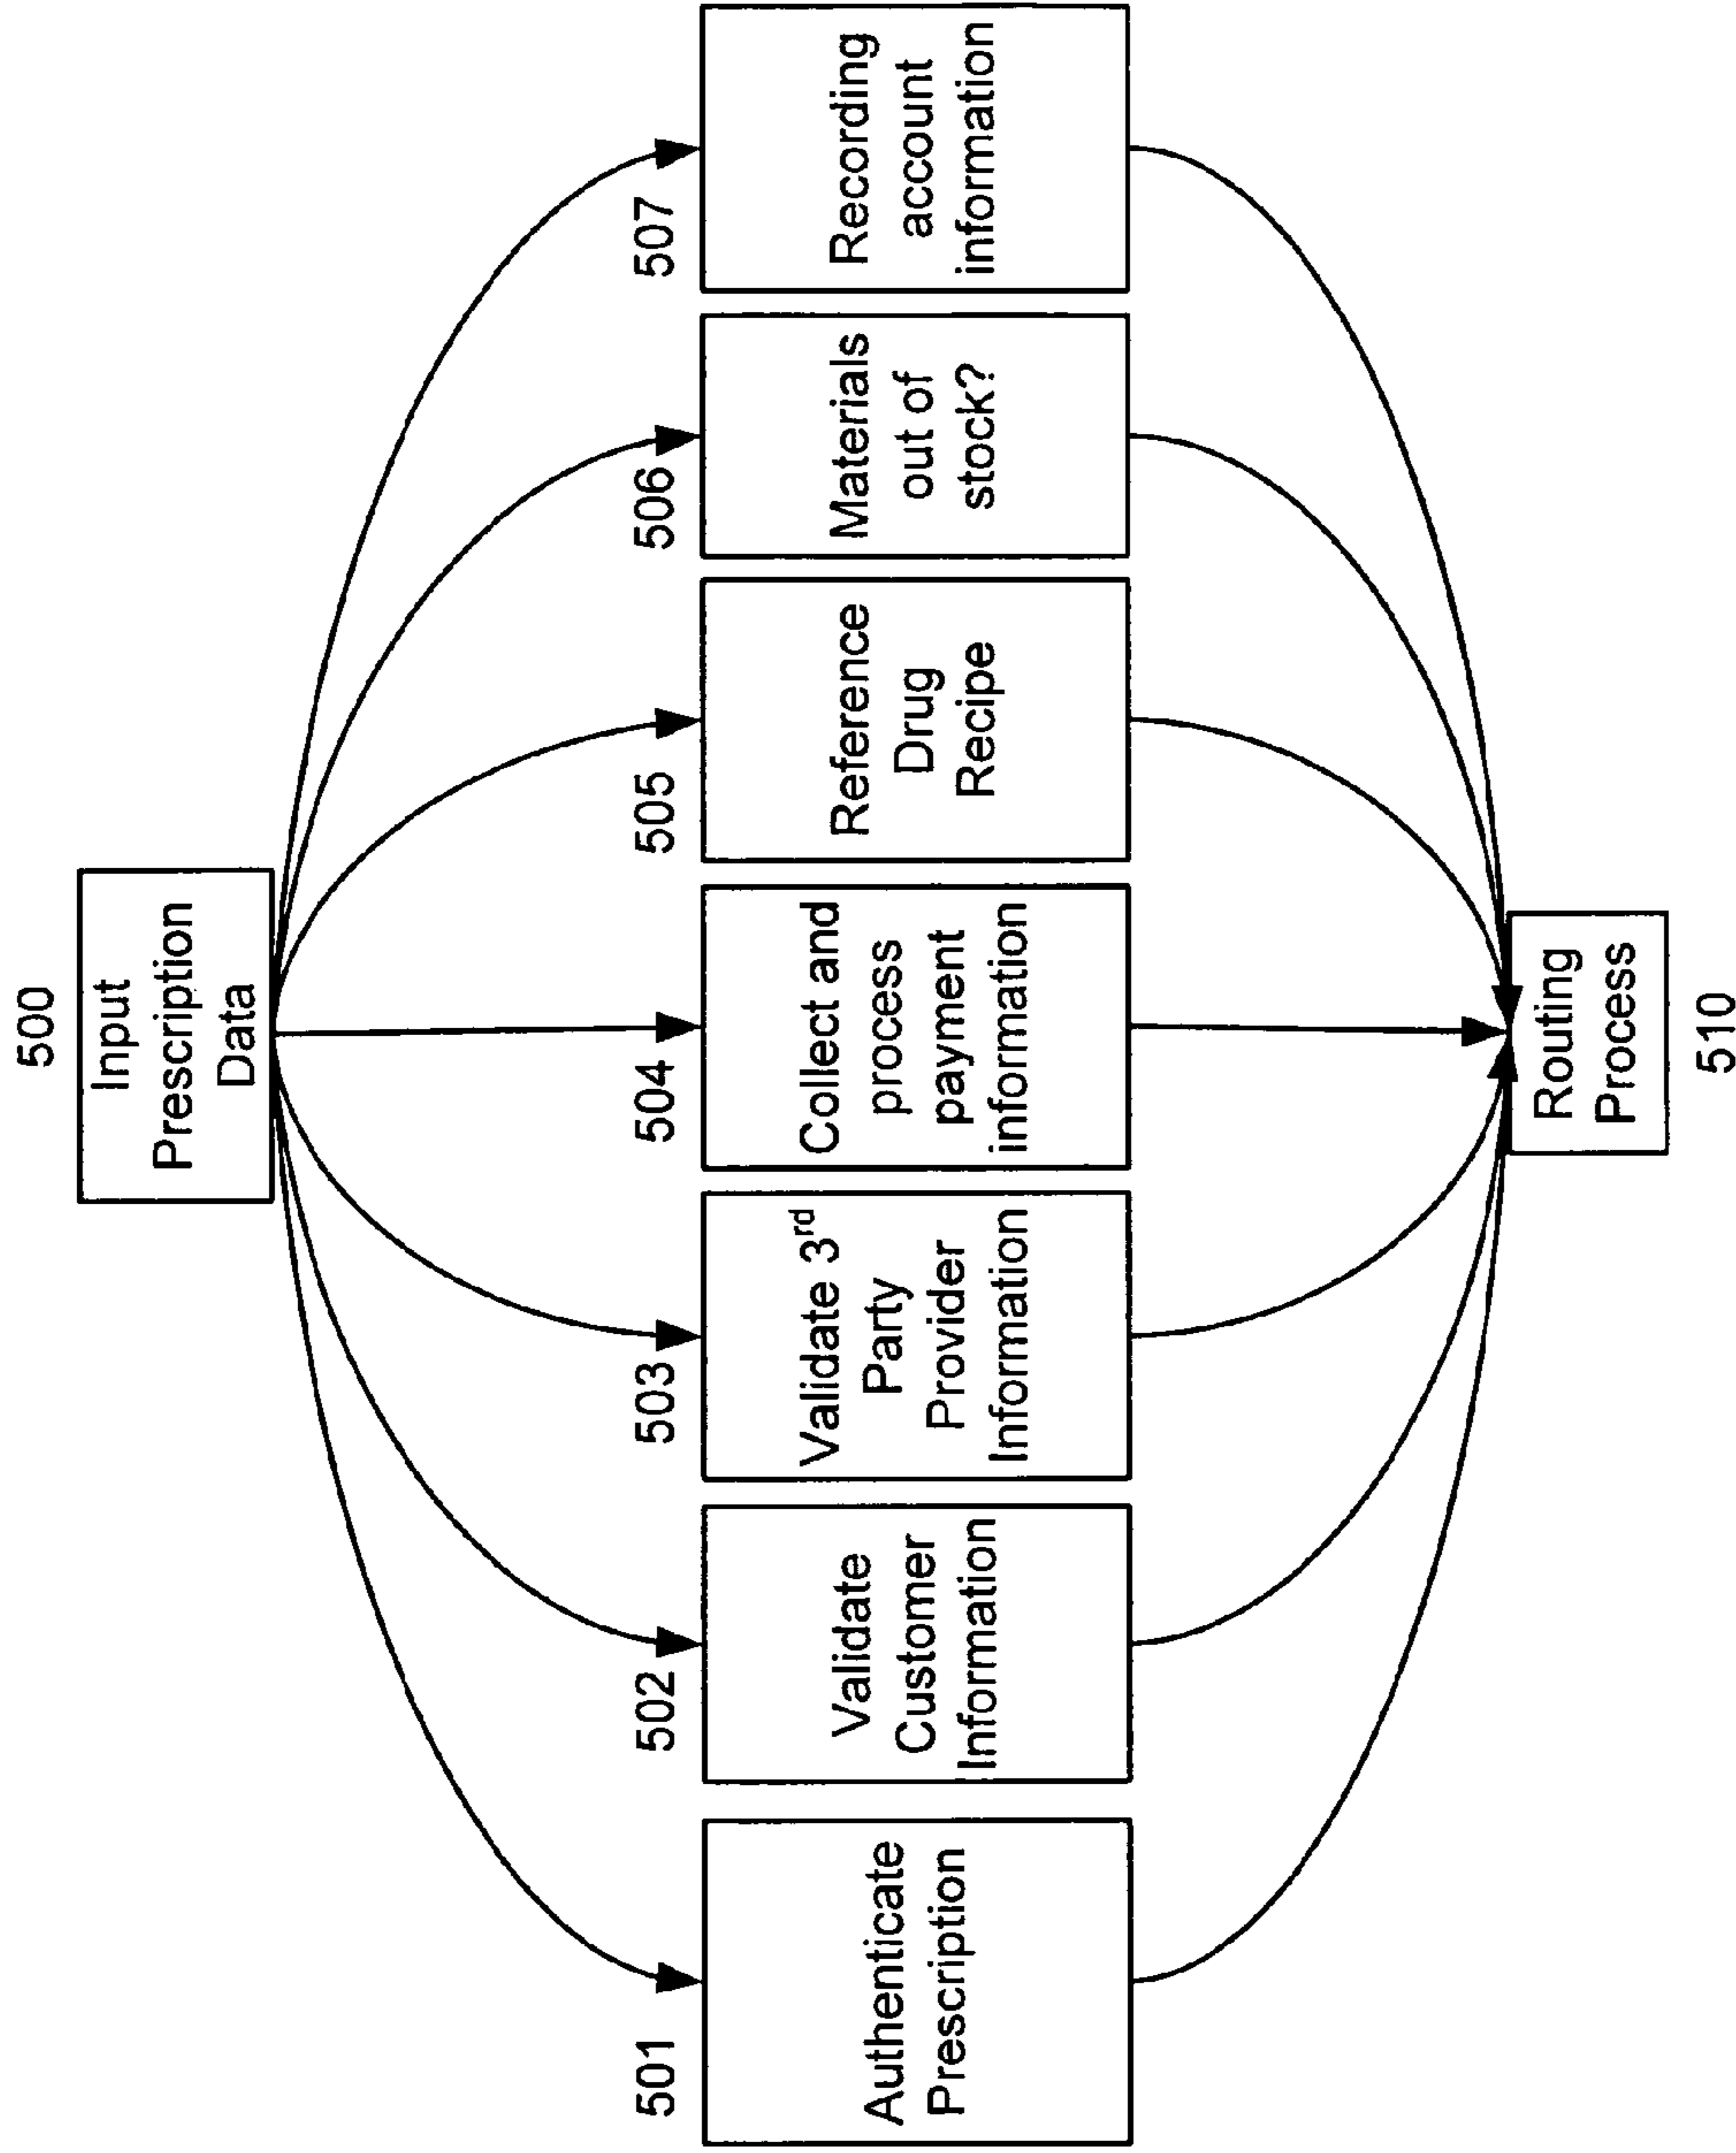 500
Input
Prescription
Data
501
Authenticate
Prescription
502
Validate
Customer
Information
503
Validate 3rd
Party
Provider
Information
504
Collect and
process
payment
information
505
Reference
Drug
Recipe
506
Materials
out of
stock?
507
Recording
account
information
Routing
Process
510